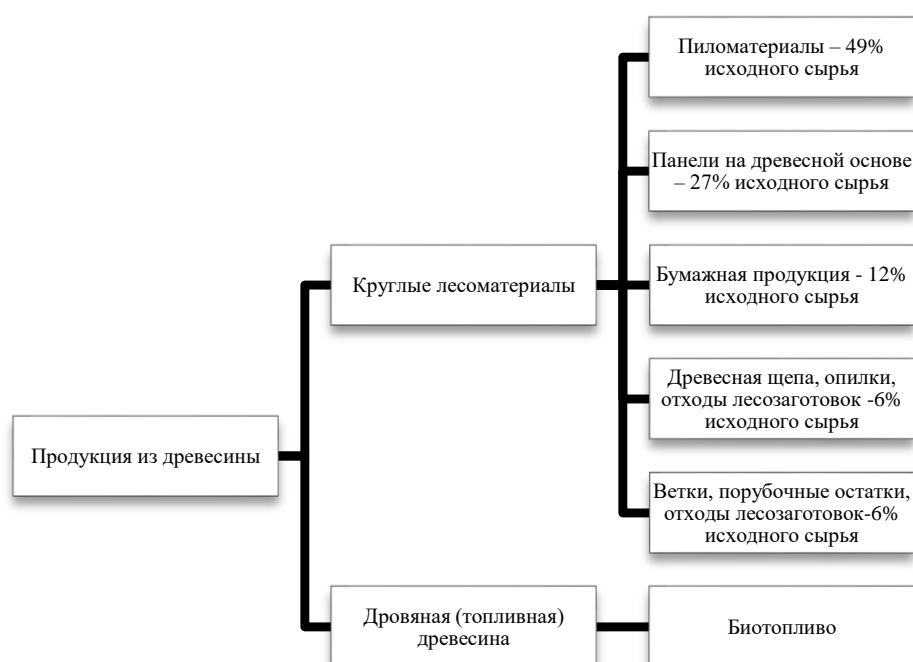 Пиломатериалы – 49%
исходного сырья
Панели на древесной основе
– 27% исходного сырья
Круглые лесоматериалы
Бумажная продукция - 12%
исходного сырья
Древесная щепа, опилки,
отходы лесозаготовок -6%
исходного сырья
Продукция из древесины
Ветки, порубочные остатки,
отходы лесозаготовок-6%
исходного сырья
Дровяная (топливная)
древесина
Биотопливо